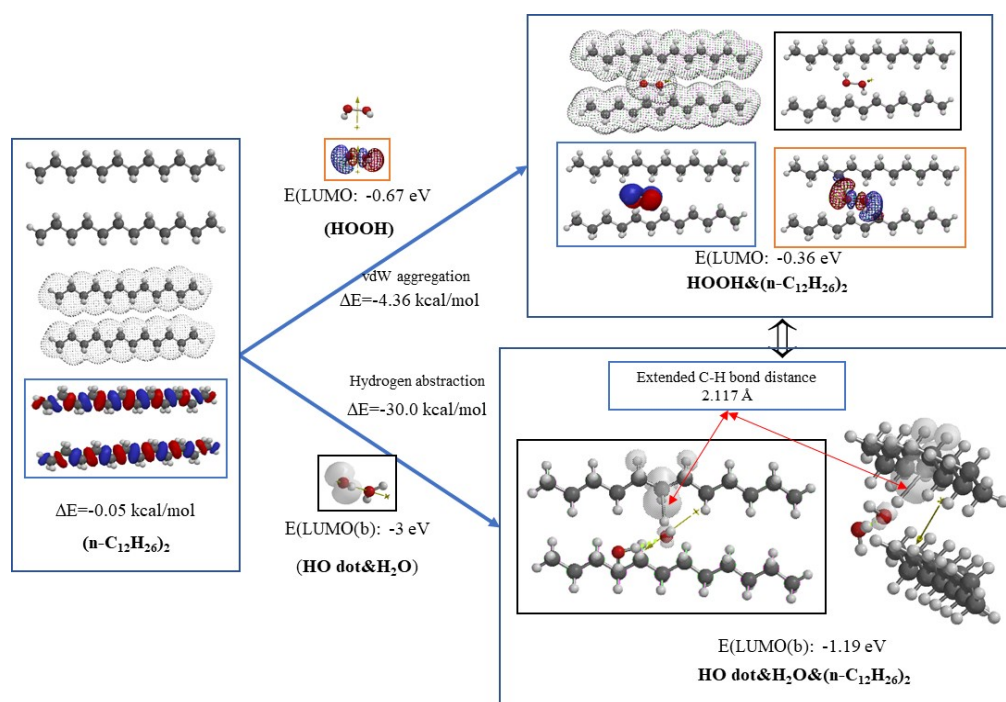 E(LUMO: -0.67 eV
(HOOH)
vdW aggregation
ΔE=-4.36 kcal/mol
E(LUMO: -0.36 eV
HOOH&(n-C₁₂H₂₆)₂
Hydrogen abstraction
ΔE=-30.0 kcal/mol
Extended C-H bond distance
2.117 Å
ΔE=-0.05 kcal/mol
(n-C₁₂H₂₆)₂
E(LUMO(b): -3 eV
(HO dot&H₂O)
E(LUMO(b): -1.19 eV
HO dot&H₂O&(n-C₁₂H₂₆)₂